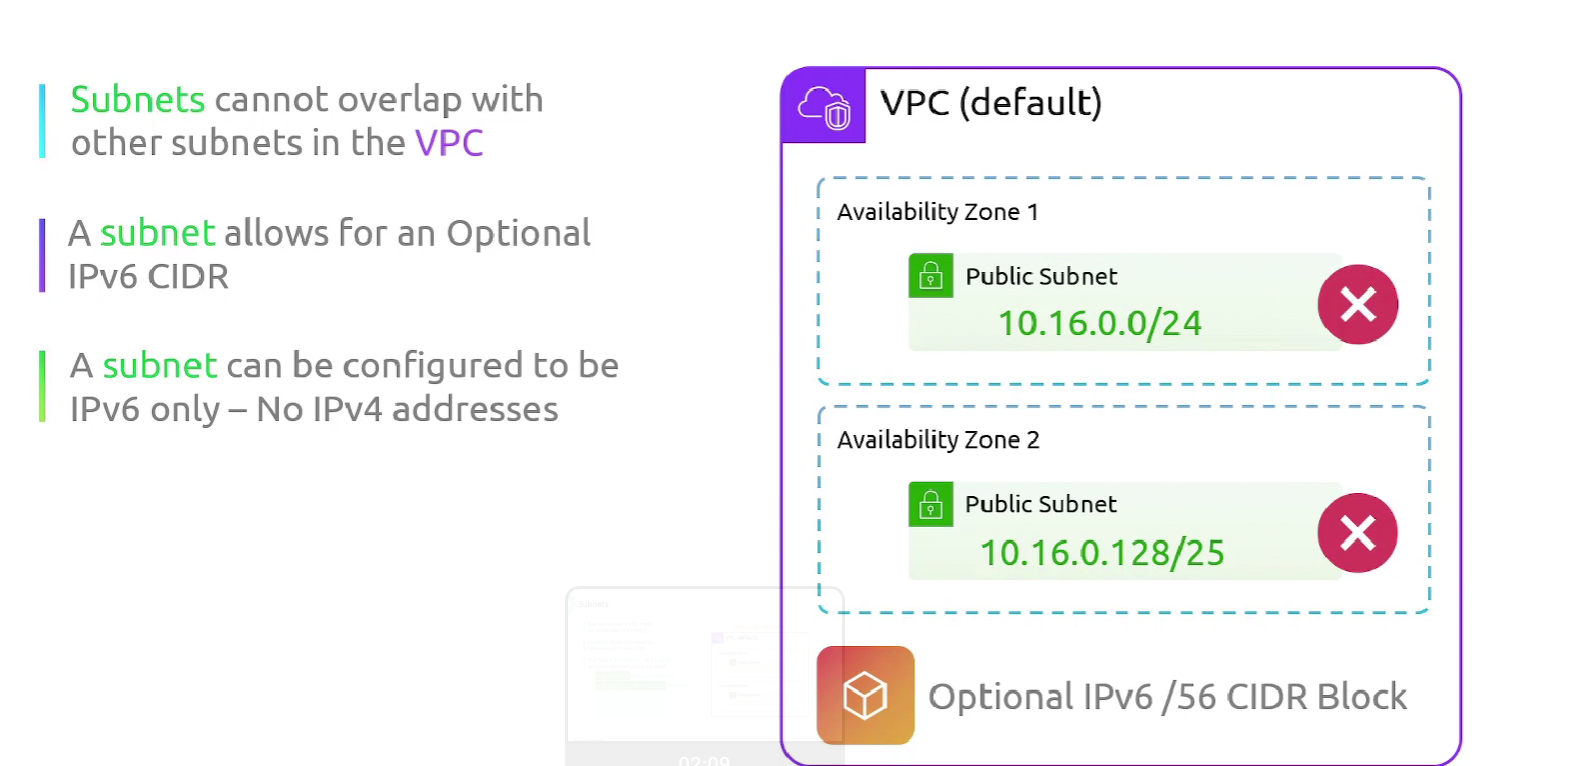 Subnets cannot overlap with
other subnets in the VPC
A subnet allows for an Optional
IPv6 CIDR
A subnet can be configured to be
IPv6 only – No IPv4 addresses
VPC (default)
Availability Zone 1
Public Subnet
10.16.0.0/24
Availability Zone 2
Public Subnet
10.16.0.128/25
Optional IPv6 /56 CIDR Block
02:09